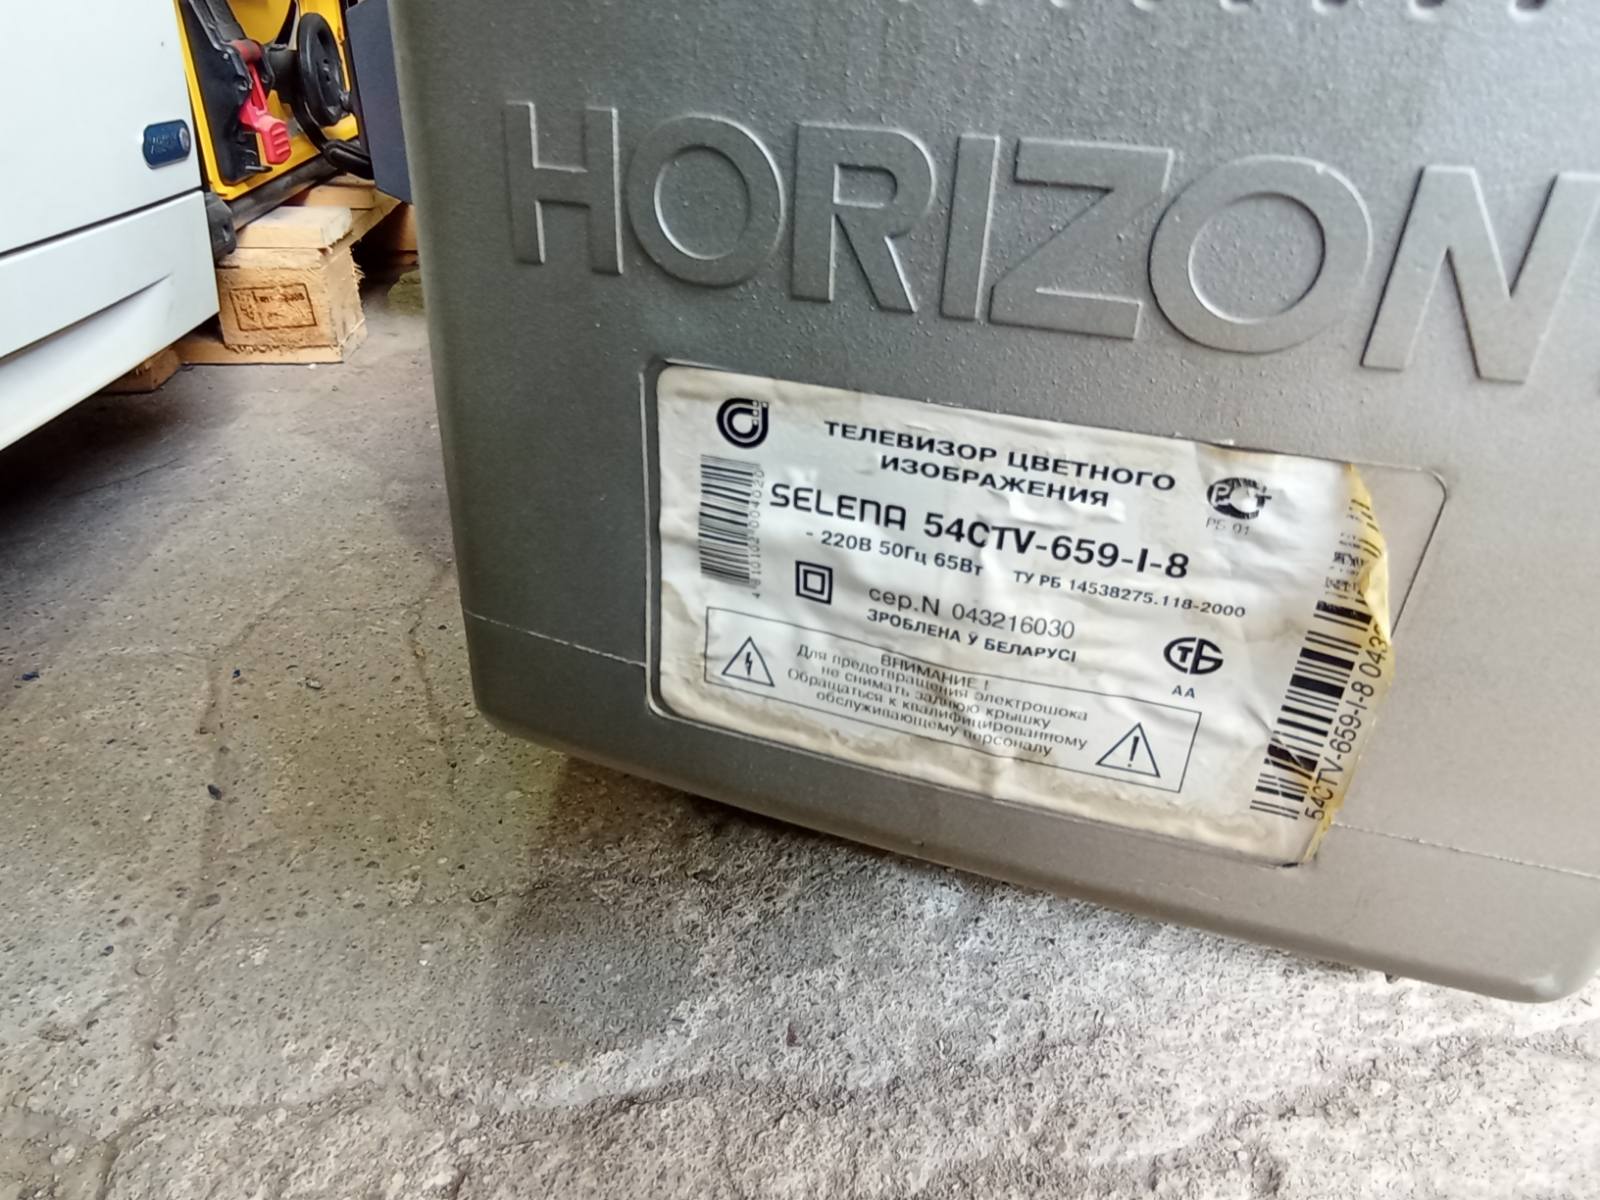 HORIZON
ТЕЛЕВИЗОР ЦВЕТНОГО
ИЗОБРАЖЕНИЯ
SELENA 54CTV-659-I-8
~ 220В 50Гц 65Вт ТУ РБ 14538275.118-2000
РБ 01
сер.N 043216030
ЗРОБЛЕНА Ў БЕЛАРУСІ
АА
ВНИМАНИЕ !
Для предотвращения электрошока
не снимать заднюю крышку
Обращаться к квалифицированному
обслуживающему персоналу
54CTV-659-I-8